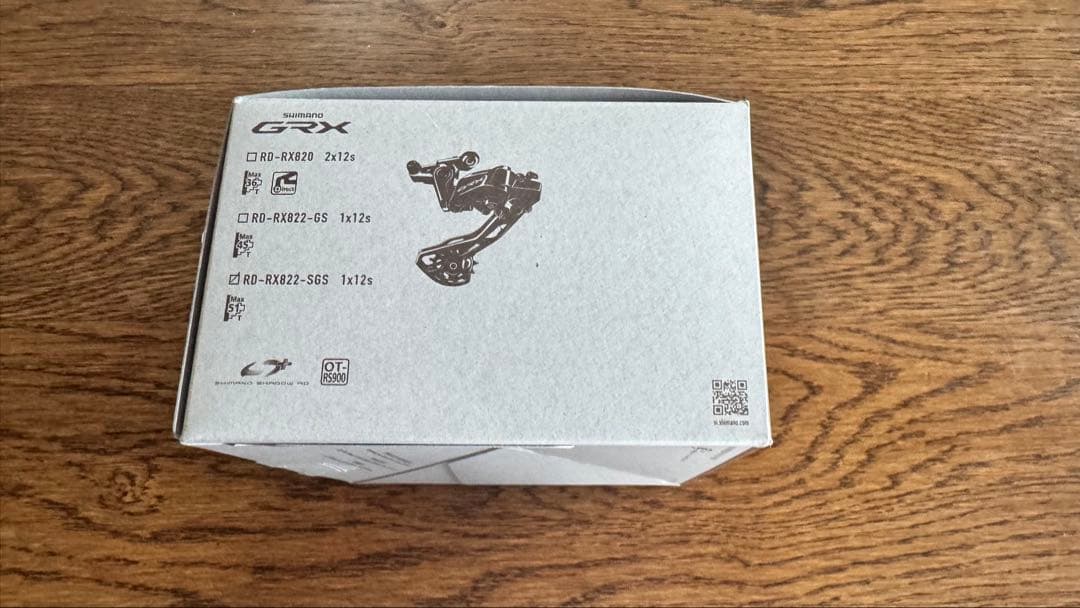 SHIMANO
GRX
RD-RX820 2x12s
Max
36T
Direct
RD-RX822-GS 1x12s
Max
45T
RD-RX822-SGS 1x12s
Max
51T
SHIMANO SHADOW RD
OT-
RS900
si.shimano.com